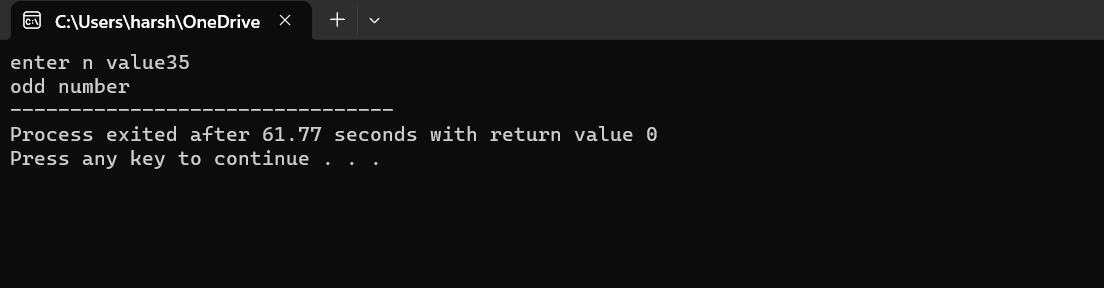 C:\Users\harsh\OneDrive
enter n value35
odd number
--------------------------------
Process exited after 61.77 seconds with return value 0
Press any key to continue . . .